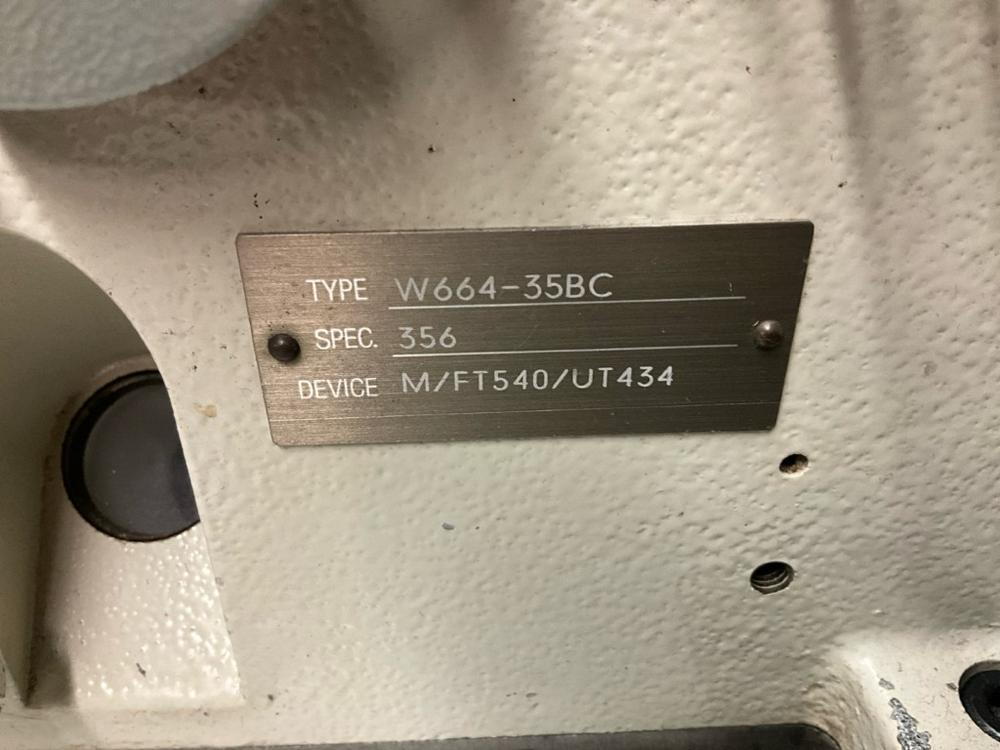 TYPE W664-35BC
SPEC. 356
DEVICE M/FT540/UT434